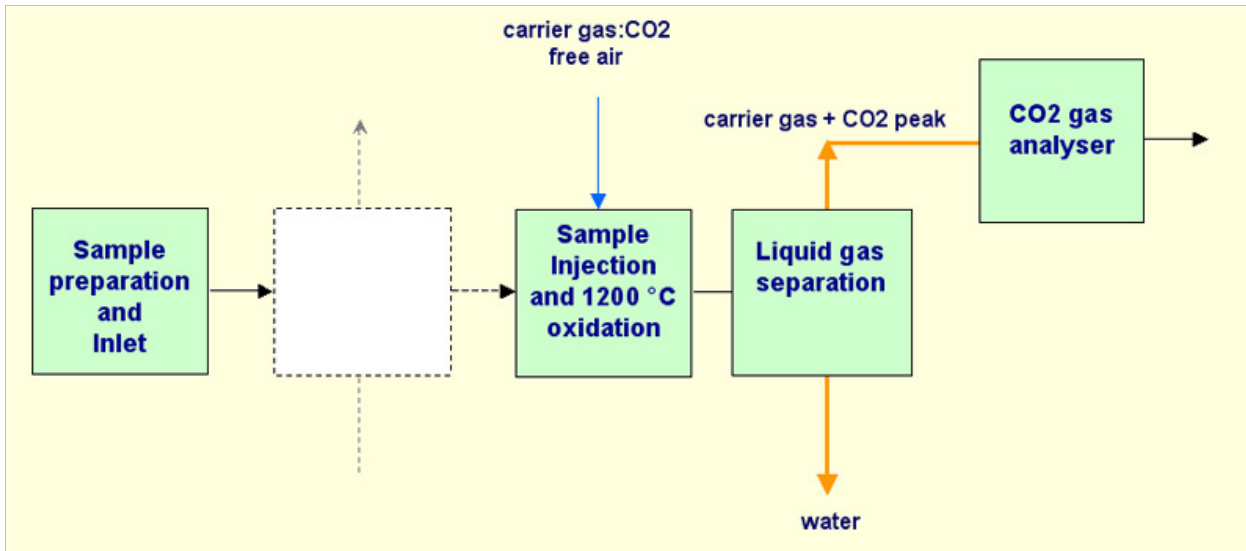 carrier gas:CO2
free air
carrier gas + CO2 peak
CO2 gas
analyser
Sample
preparation
and
Inlet
Sample
Injection
and 1200 °C
oxidation
Liquid gas
separation
water